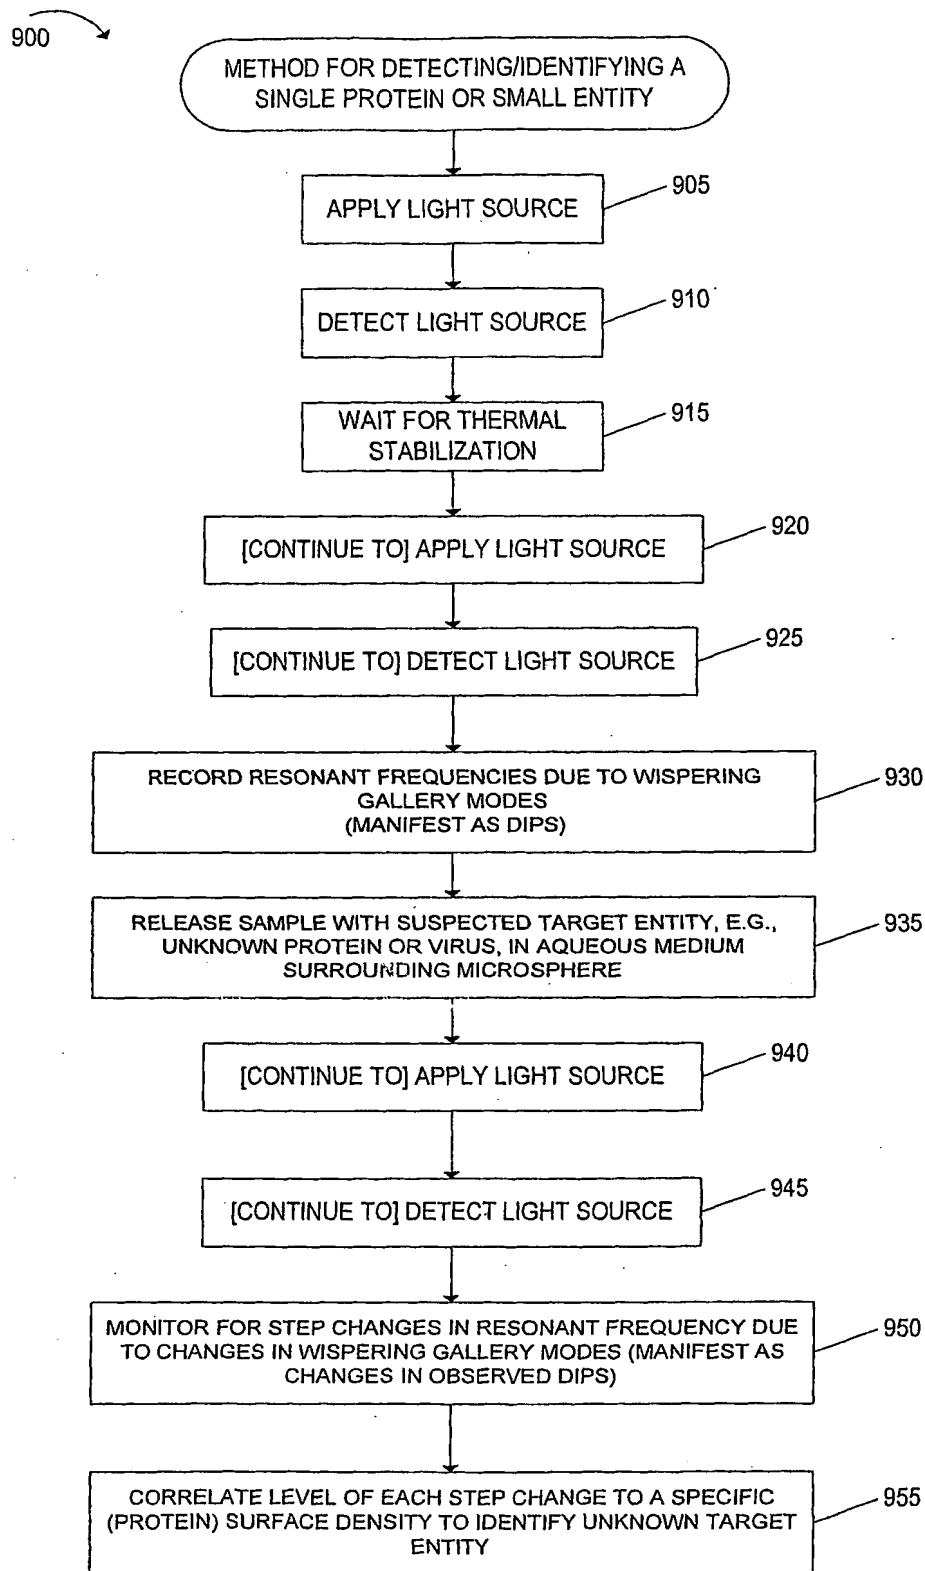 900
METHOD FOR DETECTING/IDENTIFYING A
SINGLE PROTEIN OR SMALL ENTITY
905
APPLY LIGHT SOURCE
910
DETECT LIGHT SOURCE
915
WAIT FOR THERMAL
STABILIZATION
920
[CONTINUE TO] APPLY LIGHT SOURCE
925
[CONTINUE TO] DETECT LIGHT SOURCE
930
RECORD RESONANT FREQUENCIES DUE TO WISPERING
GALLERY MODES
(MANIFEST AS DIPS)
935
RELEASE SAMPLE WITH SUSPECTED TARGET ENTITY, E.G.,
UNKNOWN PROTEIN OR VIRUS, IN AQUEOUS MEDIUM
SURROUNDING MICROSPHERE
940
[CONTINUE TO] APPLY LIGHT SOURCE
945
[CONTINUE TO] DETECT LIGHT SOURCE
950
MONITOR FOR STEP CHANGES IN RESONANT FREQUENCY DUE
TO CHANGES IN WISPERING GALLERY MODES (MANIFEST AS
CHANGES IN OBSERVED DIPS)
955
CORRELATE LEVEL OF EACH STEP CHANGE TO A SPECIFIC
(PROTEIN) SURFACE DENSITY TO IDENTIFY UNKNOWN TARGET
ENTITY